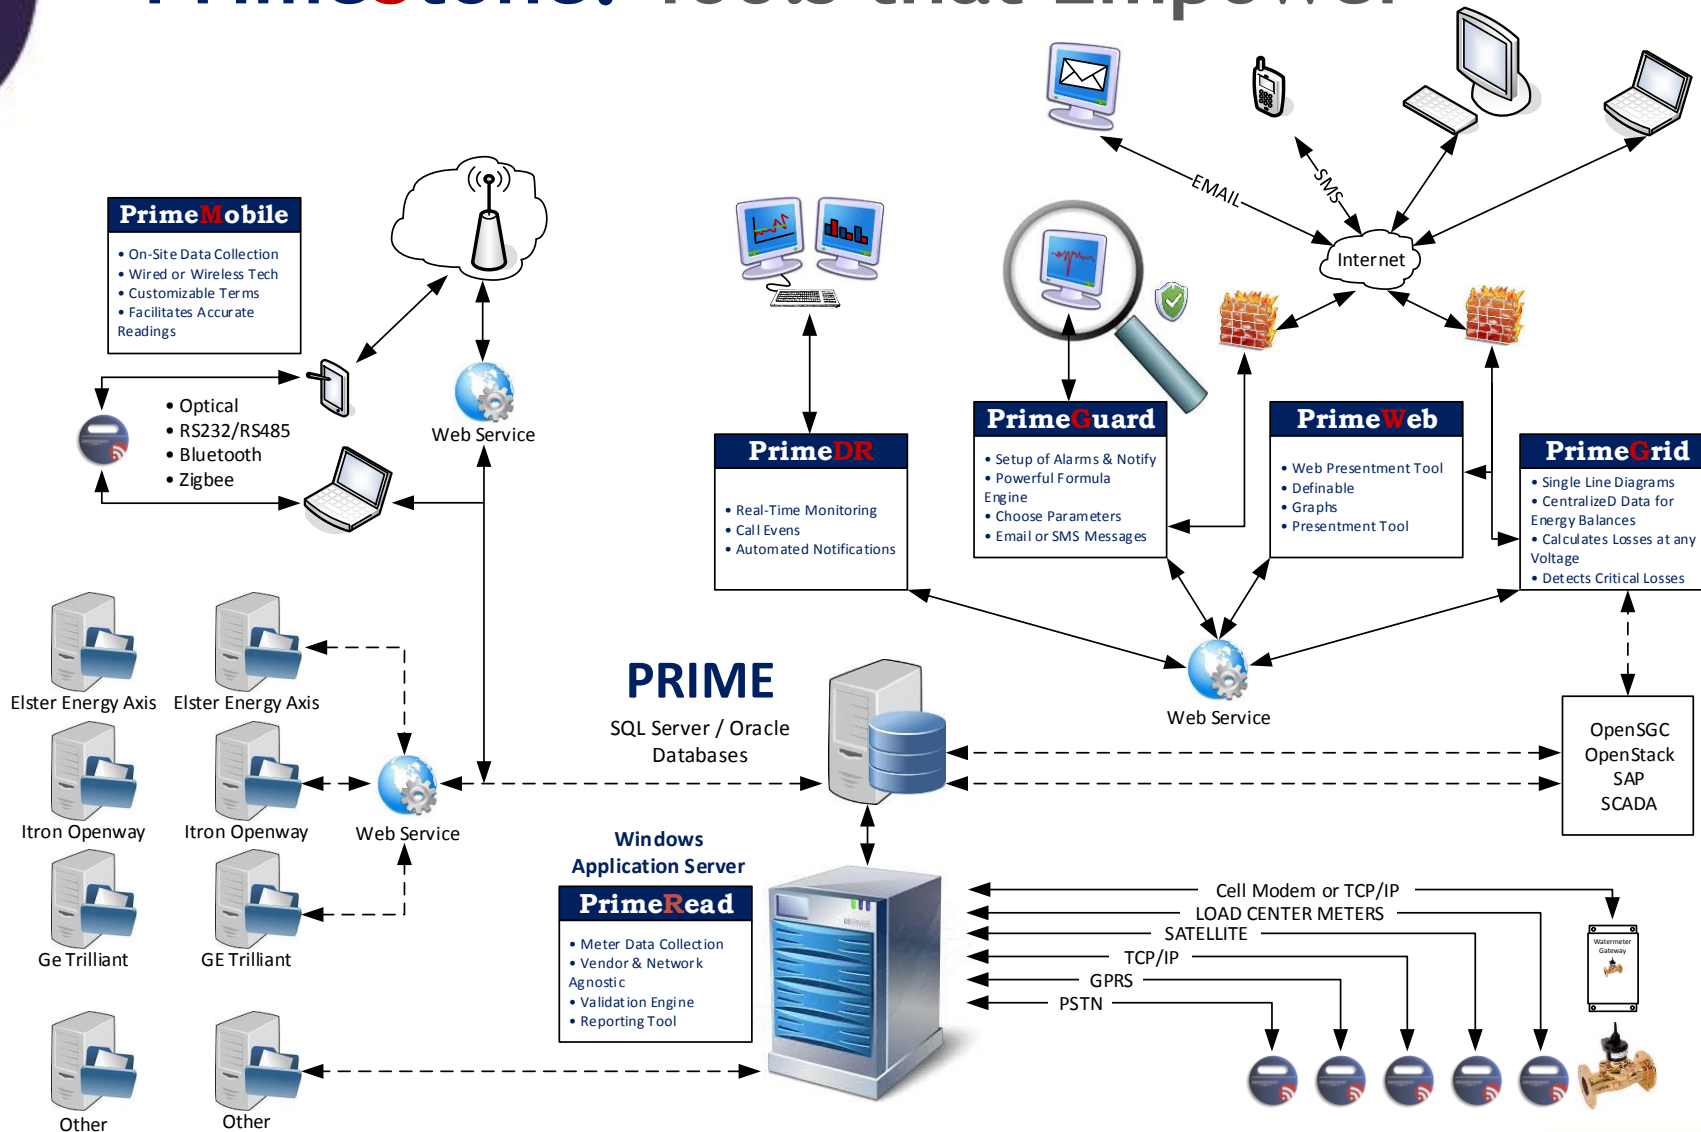 PrimeStone: Tools that Empower
EMAIL
SMS
Internet
PrimeMobile
• On-Site Data Collection
• Wired or Wireless Tech
• Customizable Terms
• Facilitates Accurate
Readings
• Optical
• RS232/RS485
• Bluetooth
• Zigbee
Web Service
PrimeDR
• Real-Time Monitoring
• Call Evens
• Automated Notifications
PrimeGuard
• Setup of Alarms & Notify
• Powerful Formula
Engine
• Choose Parameters
• Email or SMS Messages
PrimeWeb
• Web Presentment Tool
• Definable
• Graphs
• Presentment Tool
PrimeGrid
• Single Line Diagrams
• CentralizeD Data for
Energy Balances
• Calculates Losses at any
Voltage
• Detects Critical Losses
Web Service
Elster Energy Axis
Elster Energy Axis
Itron Openway
Itron Openway
Web Service
Ge Trilliant
GE Trilliant
Other
Other
PRIME
SQL Server / Oracle
Databases
OpenSGC
OpenStack
SAP
SCADA
Windows
Application Server
PrimeRead
• Meter Data Collection
• Vendor & Network
Agnostic
• Validation Engine
• Reporting Tool
Cell Modem or TCP/IP
LOAD CENTER METERS
SATELLITE
TCP/IP
GPRS
PSTN
Watermeter
Gateway